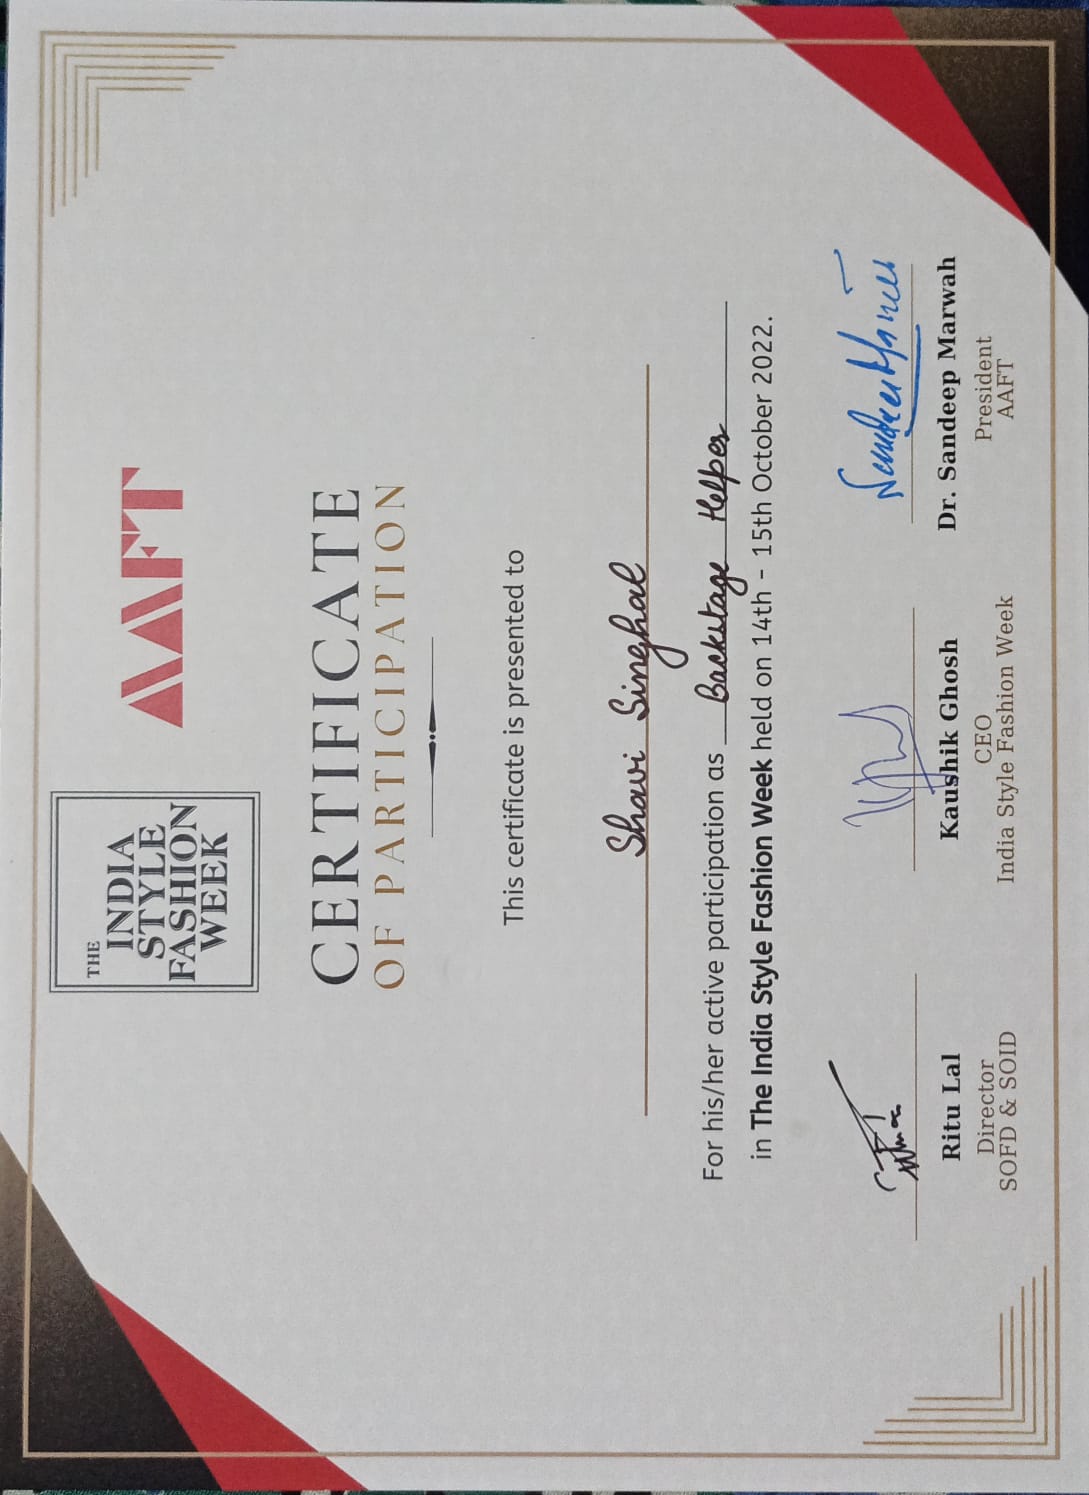 THE
INDIA
STYLE
FASHION
WEEK
AAFT
CERTIFICATE
OF PARTICIPATION
This certificate is presented to
Shavi Singhal
For his/her active participation as Backstage Helper
in The India Style Fashion Week held on 14th - 15th October 2022.
Ritu Lal
Director
SOFD & SOID
Kaushik Ghosh
CEO
India Style Fashion Week
Sandeep Marwah
Dr. Sandeep Marwah
President
AAFT